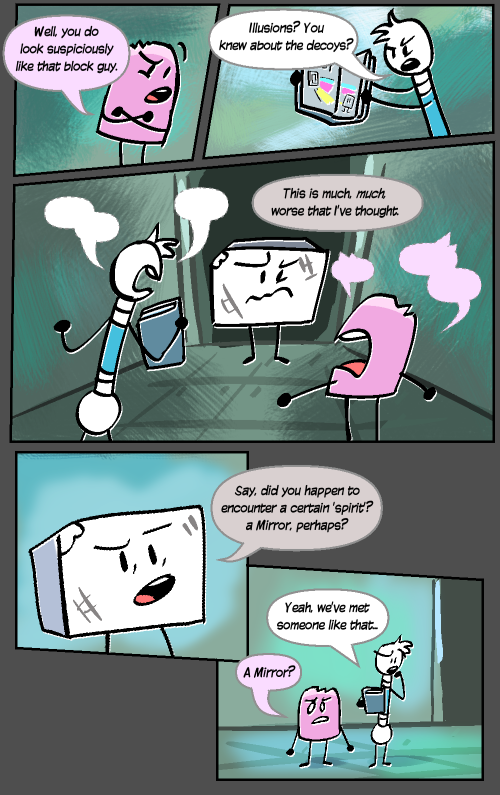 Well, you do
look suspiciously
like that block guy.
Illusions? You
knew about the decoys?
This is much, much,
worse that I've thought.
Say, did you happen to
encounter a certain 'spirit'?
a Mirror, perhaps?
Yeah, we've met
someone like that..
A Mirror?